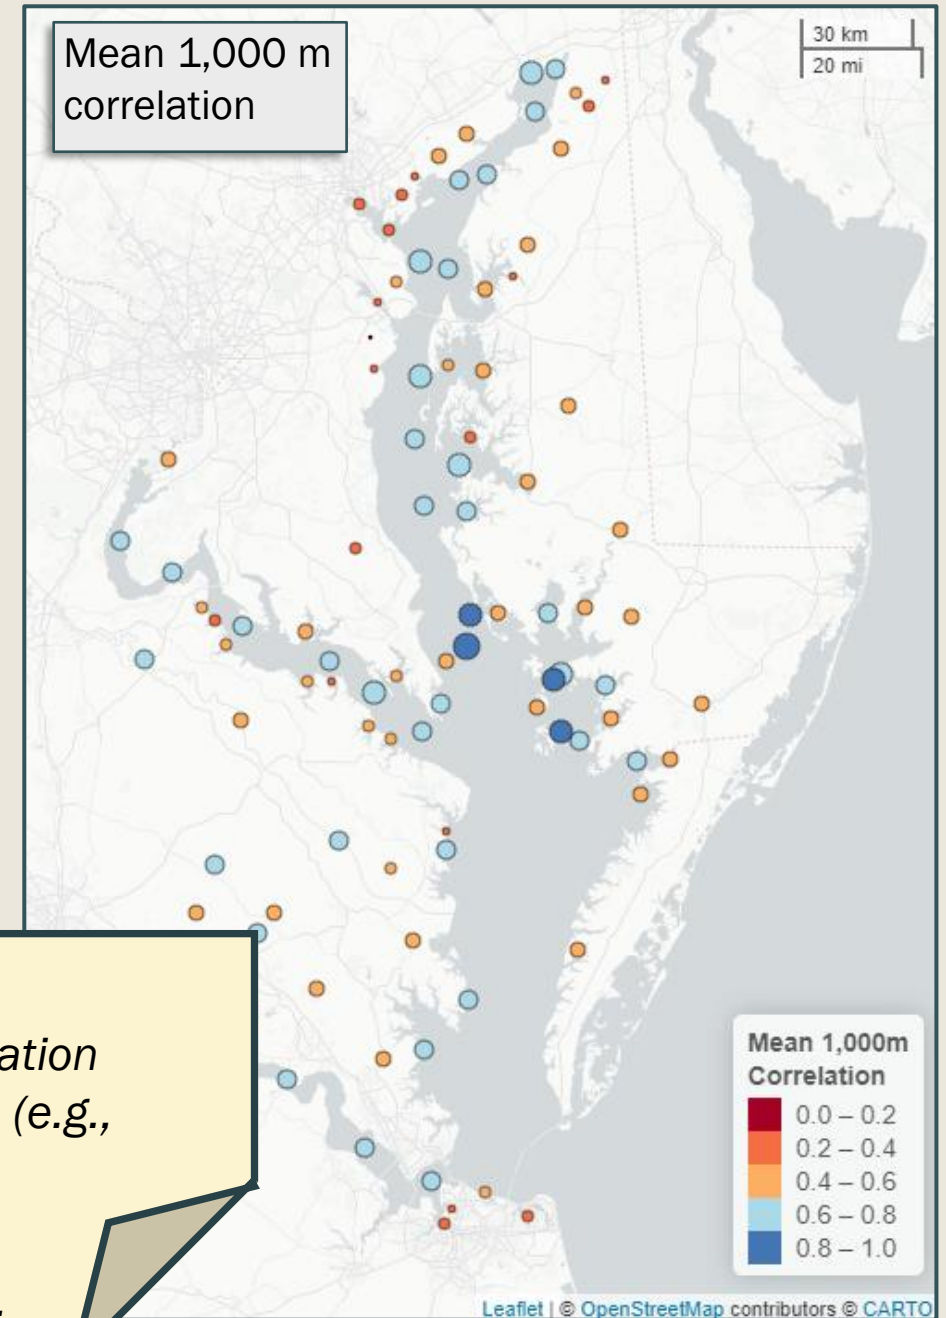 Mean 1,000 m
correlation
30 km
20 mi
ation
(e.g.,
Mean 1,000m
Correlation
0.0 – 0.2
0.2 – 0.4
0.4 – 0.6
0.6 – 0.8
0.8 – 1.0
Leaflet | © OpenStreetMap contributors © CARTO